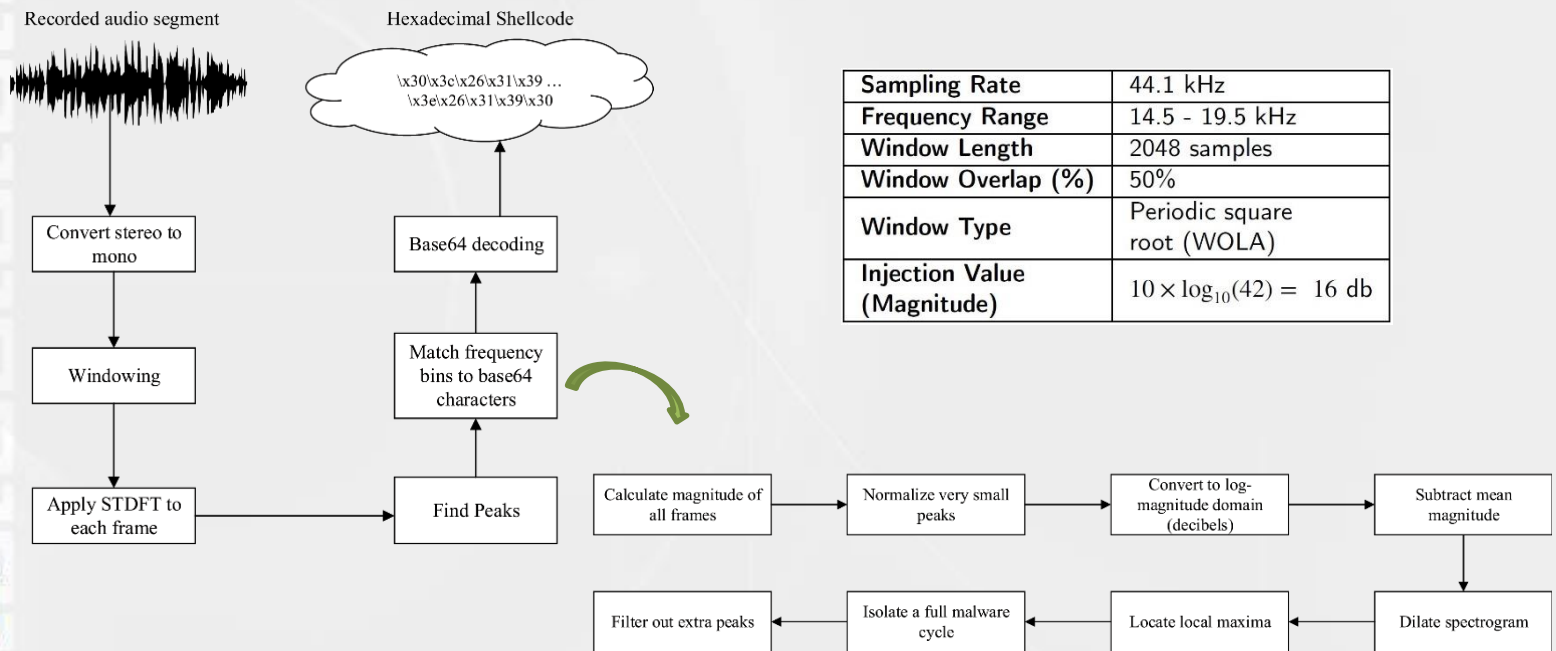 Recorded audio segment
Hexadecimal Shellcode
\x30\x3c\x26\x31\x39 ...
\x3e\x26\x31\x39\x30
Convert stereo to
mono
Windowing
Apply STDFT to
each frame
Find Peaks
Match frequency
bins to base64
characters
Base64 decoding
Sampling Rate 44.1 kHz
Frequency Range 14.5 - 19.5 kHz
Window Length 2048 samples
Window Overlap (%) 50%
Window Type Periodic square
root (WOLA)
Injection Value
(Magnitude) 10 × log₁₀(42) = 16 db
Calculate magnitude of
all frames
Normalize very small
peaks
Convert to log-
magnitude domain
(decibels)
Subtract mean
magnitude
Dilate spectrogram
Locate local maxima
Isolate a full malware
cycle
Filter out extra peaks